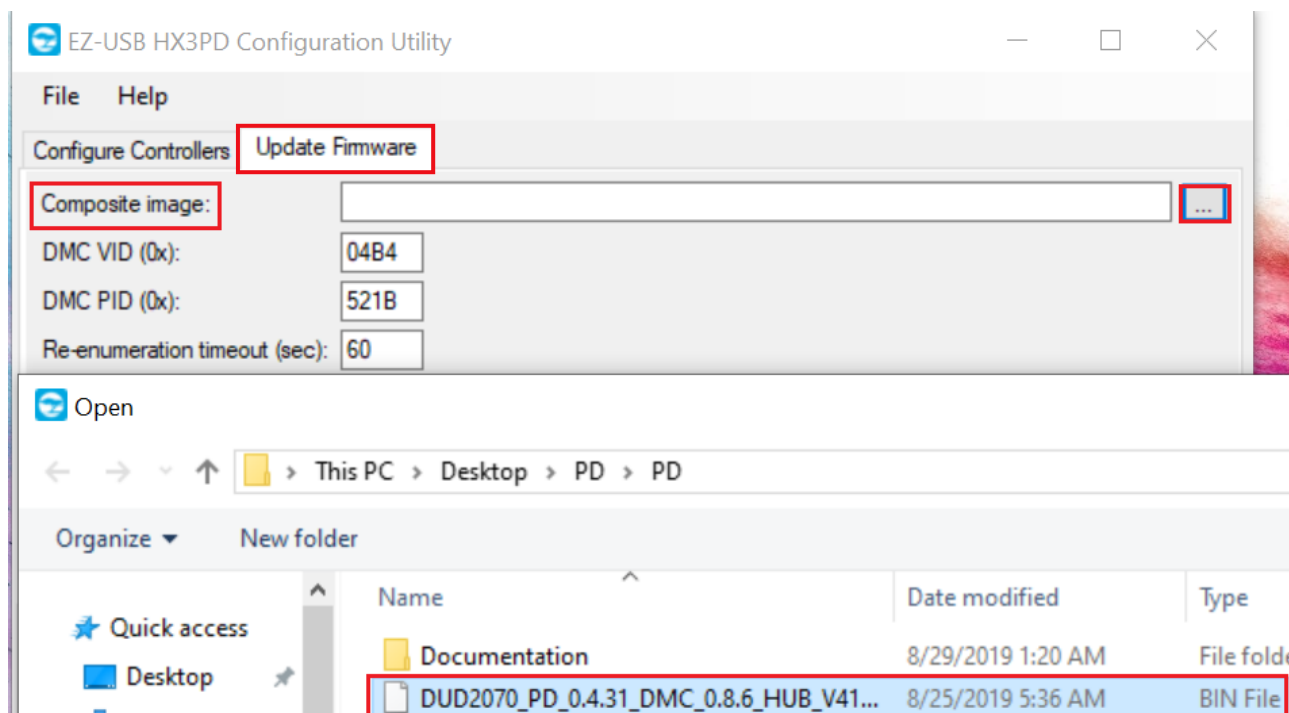 EZ-USB HX3PD Configuration Utility
File Help
Configure Controllers Update Firmware
Composite image: ...
DMC VID (0x): 04B4
DMC PID (0x): 521B
Re-enumeration timeout (sec): 60
Open
This PC > Desktop > PD > PD
Organize New folder
Name Date modified Type
Quick access
Documentation 8/29/2019 1:20 AM File folde
Desktop
DUD2070_PD_0.4.31_DMC_0.8.6_HUB_V41... 8/25/2019 5:36 AM BIN File